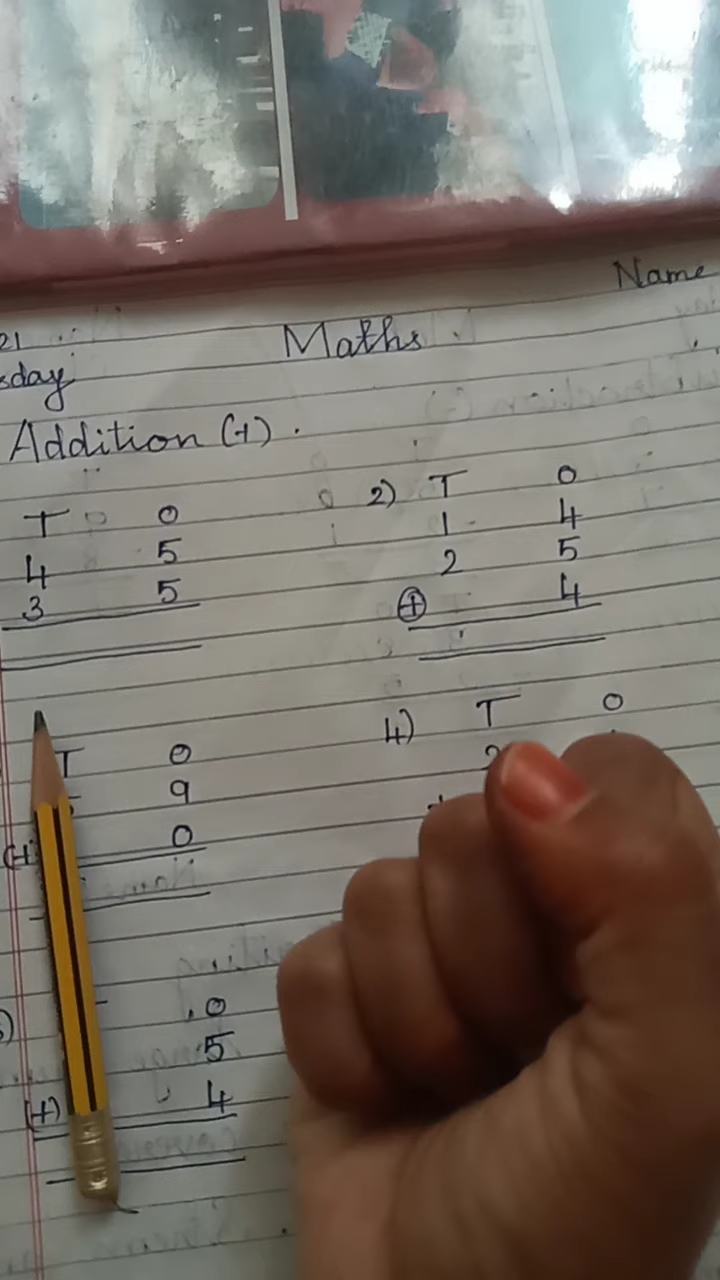 Name
21 Maths.
sday
Addition (+).
T O 2) T O
4 5 1 4
3 5 2 5
(+) 4
4) T O
T O
9
(+) 0
0
5
(+) 4